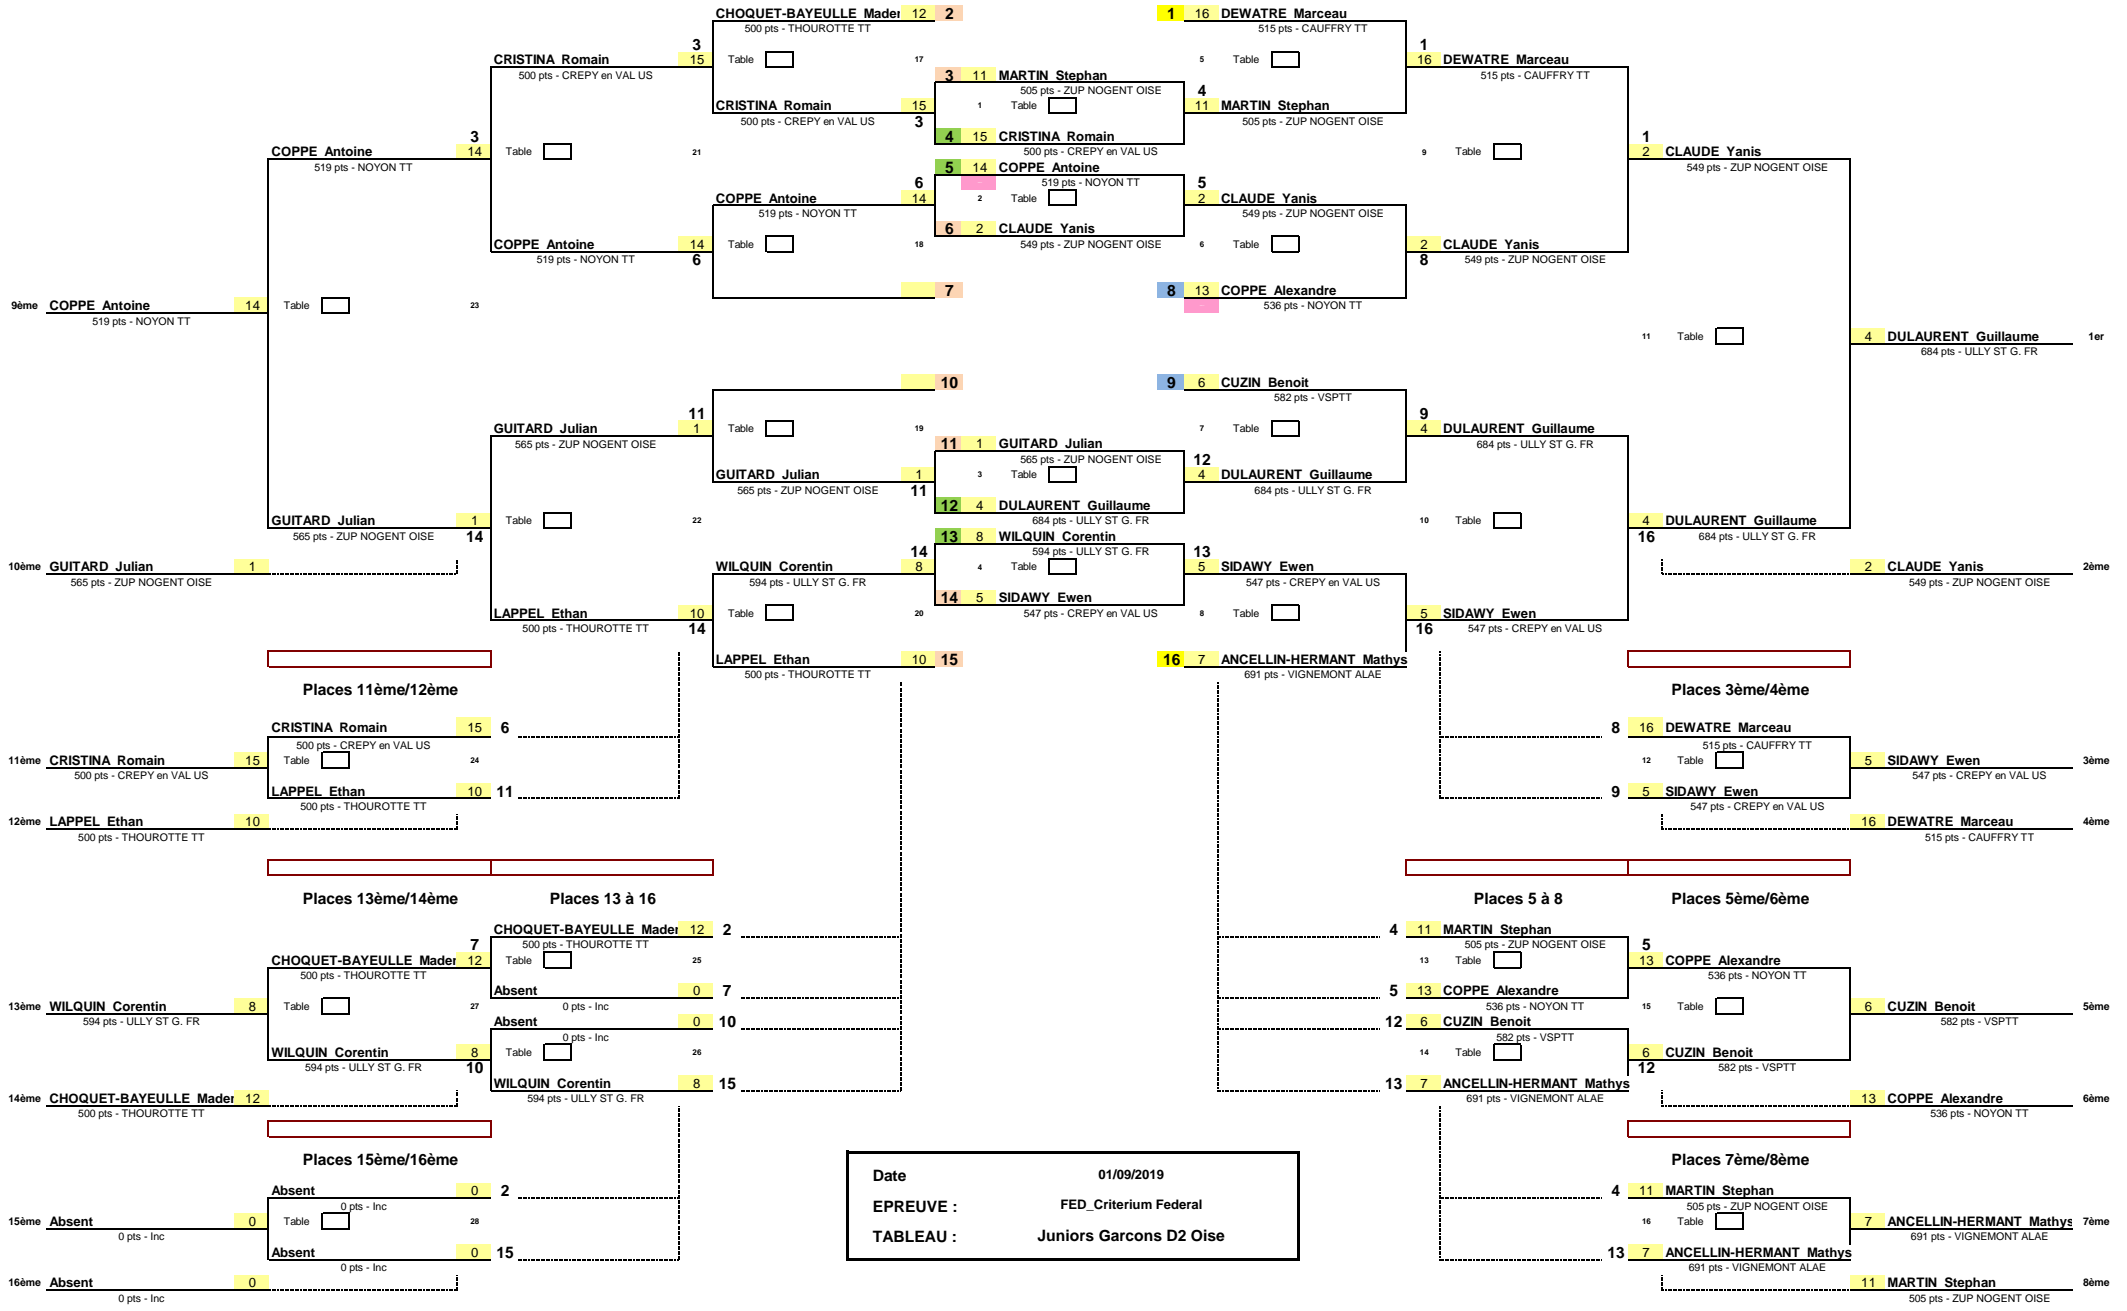 CHOQUET-BAYEULLE Mader 12 2
500 pts - THOUROTTE TT
1 16 DEWATRE Marceau
515 pts - CAUFFRY TT
3
CRISTINA Romain 15
500 pts - CREPY en VAL US
Table 17
5 Table
1
16 DEWATRE Marceau
515 pts - CAUFFRY TT
3 11 MARTIN Stephan
505 pts - ZUP NOGENT OISE
CRISTINA Romain 15
500 pts - CREPY en VAL US
3
1 Table
4
11 MARTIN Stephan
505 pts - ZUP NOGENT OISE
4 15 CRISTINA Romain
500 pts - CREPY en VAL US
3
COPPE Antoine 14
519 pts - NOYON TT
Table 21
9 Table
1
2 CLAUDE Yanis
549 pts - ZUP NOGENT OISE
5 14 COPPE Antoine
519 pts - NOYON TT
6
COPPE Antoine 14
519 pts - NOYON TT
2 Table
5
2 CLAUDE Yanis
549 pts - ZUP NOGENT OISE
6 2 CLAUDE Yanis
549 pts - ZUP NOGENT OISE
COPPE Antoine 14
519 pts - NOYON TT
6
Table 18
6 Table
2 CLAUDE Yanis
8
549 pts - ZUP NOGENT OISE
7
8 13 COPPE Alexandre
536 pts - NOYON TT
9ème COPPE Antoine 14
519 pts - NOYON TT
Table 23
11 Table
4 DULAURENT Guillaume 1er
684 pts - ULLY ST G. FR
10
9 6 CUZIN Benoit
582 pts - VSPTT
11
GUITARD Julian 1
565 pts - ZUP NOGENT OISE
Table 19
7 Table
9
4 DULAURENT Guillaume
684 pts - ULLY ST G. FR
11 1 GUITARD Julian
565 pts - ZUP NOGENT OISE
GUITARD Julian 1
565 pts - ZUP NOGENT OISE
11
3 Table
12
4 DULAURENT Guillaume
684 pts - ULLY ST G. FR
12 4 DULAURENT Guillaume
684 pts - ULLY ST G. FR
GUITARD Julian 1
565 pts - ZUP NOGENT OISE
14
Table 22
10 Table
4 DULAURENT Guillaume
16
684 pts - ULLY ST G. FR
13 8 WILQUIN Corentin
594 pts - ULLY ST G. FR
10ème GUITARD Julian 1
565 pts - ZUP NOGENT OISE
14
WILQUIN Corentin 8
594 pts - ULLY ST G. FR
4 Table
13
5 SIDAWY Ewen
547 pts - CREPY en VAL US
2 CLAUDE Yanis 2ème
549 pts - ZUP NOGENT OISE
14 5 SIDAWY Ewen
547 pts - CREPY en VAL US
LAPPEL Ethan 10
500 pts - THOUROTTE TT
14
Table 20
8 Table
5 SIDAWY Ewen
16
547 pts - CREPY en VAL US
LAPPEL Ethan 10 15
500 pts - THOUROTTE TT
16 7 ANCELLIN-HERMANT Mathys
691 pts - VIGNEMONT ALAE
Places 11ème/12ème
Places 3ème/4ème
CRISTINA Romain 15 6
500 pts - CREPY en VAL US
8 16 DEWATRE Marceau
515 pts - CAUFFRY TT
11ème CRISTINA Romain 15
500 pts - CREPY en VAL US
Table 24
12 Table
5 SIDAWY Ewen 3ème
547 pts - CREPY en VAL US
LAPPEL Ethan 10 11
500 pts - THOUROTTE TT
9 5 SIDAWY Ewen
547 pts - CREPY en VAL US
12ème LAPPEL Ethan 10
500 pts - THOUROTTE TT
16 DEWATRE Marceau 4ème
515 pts - CAUFFRY TT
Places 13ème/14ème
Places 13 à 16
Places 5 à 8
Places 5ème/6ème
CHOQUET-BAYEULLE Mader 12 2
500 pts - THOUROTTE TT
4 11 MARTIN Stephan
505 pts - ZUP NOGENT OISE
7
CHOQUET-BAYEULLE Mader 12
500 pts - THOUROTTE TT
Table 25
13 Table
5
13 COPPE Alexandre
536 pts - NOYON TT
Absent 0 7
0 pts - Inc
5 13 COPPE Alexandre
536 pts - NOYON TT
13ème WILQUIN Corentin 8
594 pts - ULLY ST G. FR
Table 27
15 Table
6 CUZIN Benoit 5ème
582 pts - VSPTT
Absent 0 10
0 pts - Inc
12 6 CUZIN Benoit
582 pts - VSPTT
WILQUIN Corentin 8
594 pts - ULLY ST G. FR
10
Table 26
14 Table
6 CUZIN Benoit
12
582 pts - VSPTT
WILQUIN Corentin 8 15
594 pts - ULLY ST G. FR
13 7 ANCELLIN-HERMANT Mathys
691 pts - VIGNEMONT ALAE
14ème CHOQUET-BAYEULLE Mader 12
500 pts - THOUROTTE TT
13 COPPE Alexandre 6ème
536 pts - NOYON TT
Places 15ème/16ème
Places 7ème/8ème
Date 01/09/2019
EPREUVE : FED_Criterium Federal
TABLEAU : Juniors Garcons D2 Oise
Absent 0 2
0 pts - Inc
4 11 MARTIN Stephan
505 pts - ZUP NOGENT OISE
15ème Absent 0
0 pts - Inc
Table 28
16 Table
7 ANCELLIN-HERMANT Mathys 7ème
691 pts - VIGNEMONT ALAE
Absent 0 15
0 pts - Inc
13 7 ANCELLIN-HERMANT Mathys
691 pts - VIGNEMONT ALAE
16ème Absent 0
0 pts - Inc
11 MARTIN Stephan 8ème
505 pts - ZUP NOGENT OISE